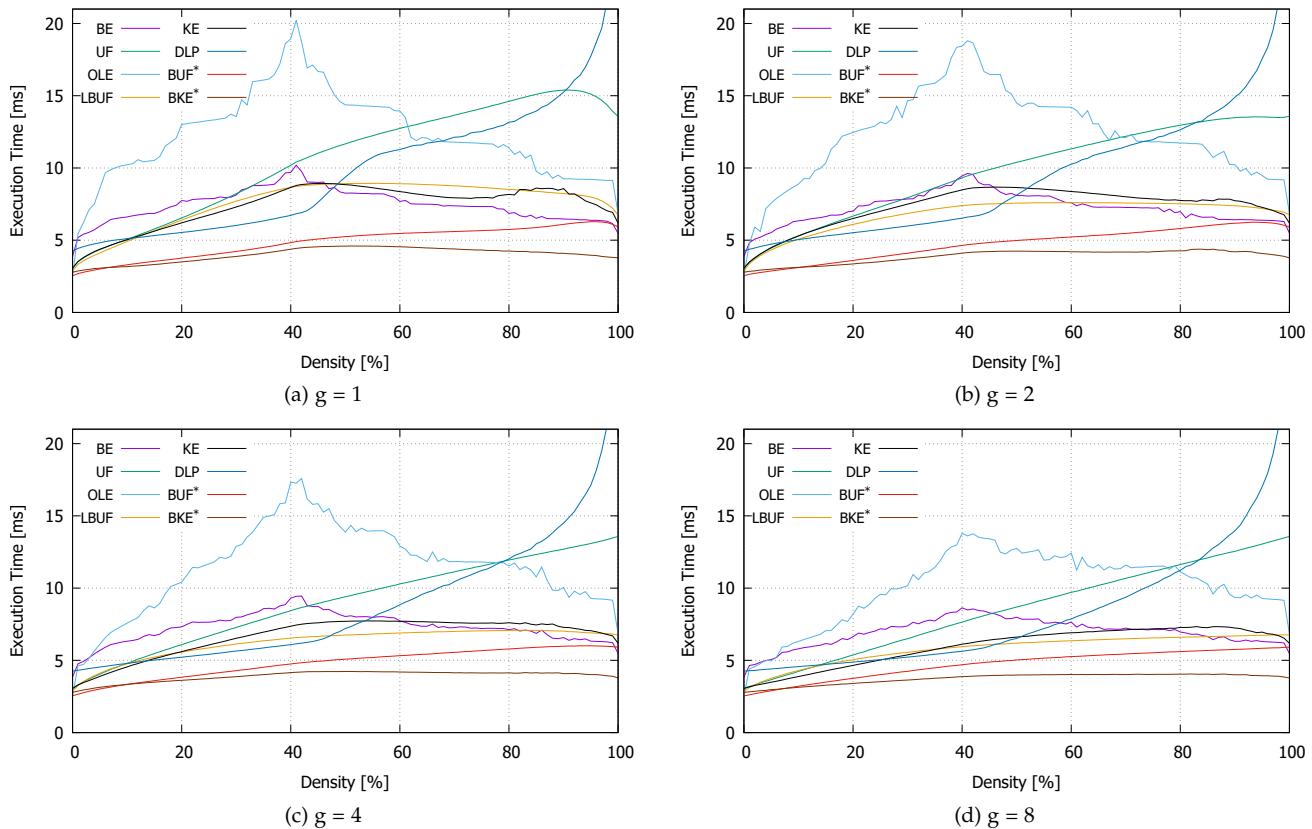 20
15
10
5
0
Execution Time [ms]
BE
UF
OLE
LBUF
KE
DLP
BUF*
BKE*
0 20 40 60 80 100
Density [%]
(a) g = 1
20
15
10
5
0
Execution Time [ms]
BE
UF
OLE
LBUF
KE
DLP
BUF*
BKE*
0 20 40 60 80 100
Density [%]
(b) g = 2
20
15
10
5
0
Execution Time [ms]
BE
UF
OLE
LBUF
KE
DLP
BUF*
BKE*
0 20 40 60 80 100
Density [%]
(c) g = 4
20
15
10
5
0
Execution Time [ms]
BE
UF
OLE
LBUF
KE
DLP
BUF*
BKE*
0 20 40 60 80 100
Density [%]
(d) g = 8